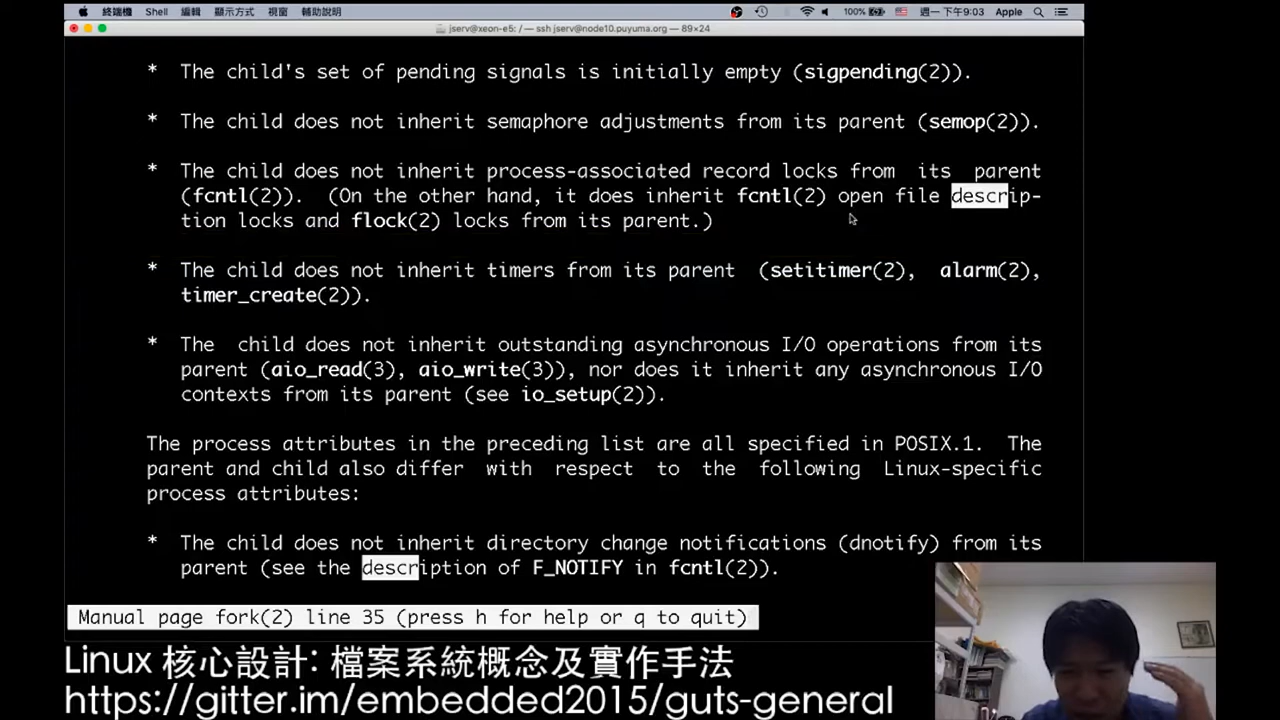 終端機 Shell 編輯 顯示方式 視窗 輔助說明 100% 週一 下午9:03 Apple
jserv@xeon-e5: / — ssh jserv@node10.puyuma.org — 89×24
* The child's set of pending signals is initially empty (sigpending(2)).
* The child does not inherit semaphore adjustments from its parent (semop(2)).
* The child does not inherit process-associated record locks from its parent
(fcntl(2)). (On the other hand, it does inherit fcntl(2) open file descrip-
tion locks and flock(2) locks from its parent.)
* The child does not inherit timers from its parent (setitimer(2), alarm(2),
timer_create(2)).
* The child does not inherit outstanding asynchronous I/O operations from its
parent (aio_read(3), aio_write(3)), nor does it inherit any asynchronous I/O
contexts from its parent (see io_setup(2)).
The process attributes in the preceding list are all specified in POSIX.1. The
parent and child also differ with respect to the following Linux-specific
process attributes:
* The child does not inherit directory change notifications (dnotify) from its
parent (see the description of F_NOTIFY in fcntl(2)).
Manual page fork(2) line 35 (press h for help or q to quit)
Linux 核心設計: 檔案系統概念及實作手法
https://gitter.im/embedded2015/guts-general